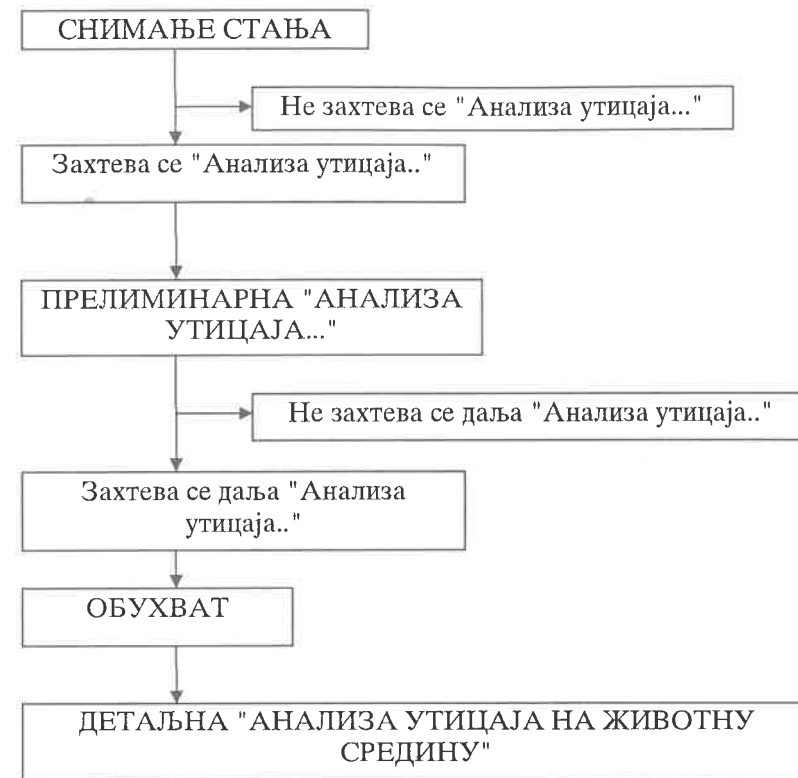 СНИМАЊЕ СТАЊА
Не захтева се "Анализа утицаја..."
Захтева се "Анализа утицаја.."
ПРЕЛИМИНАРНА "АНАЛИЗА
УТИЦАЈА..."
Не захтева се даља "Анализа утицаја.."
Захтева се даља "Анализа
утицаја.."
ОБУХВАТ
ДЕТАЉНА "АНАЛИЗА УТИЦАЈА НА ЖИВОТНУ
СРЕДИНУ"